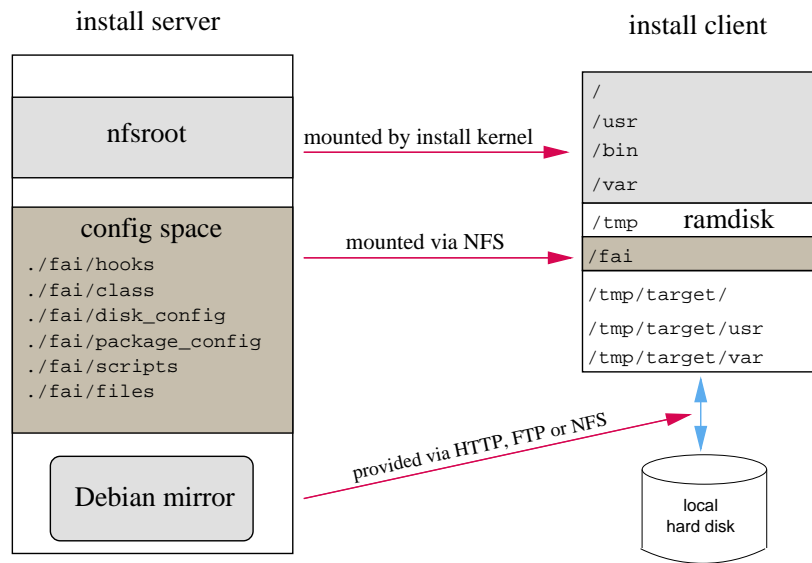 install server
nfsroot
config space
./fai/hooks
./fai/class
./fai/disk_config
./fai/package_config
./fai/scripts
./fai/files
Debian mirror
mounted by install kernel
mounted via NFS
provided via HTTP, FTP or NFS
install client
/
/usr
/bin
/var
/tmp ramdisk
/fai
/tmp/target/
/tmp/target/usr
/tmp/target/var
local
hard disk